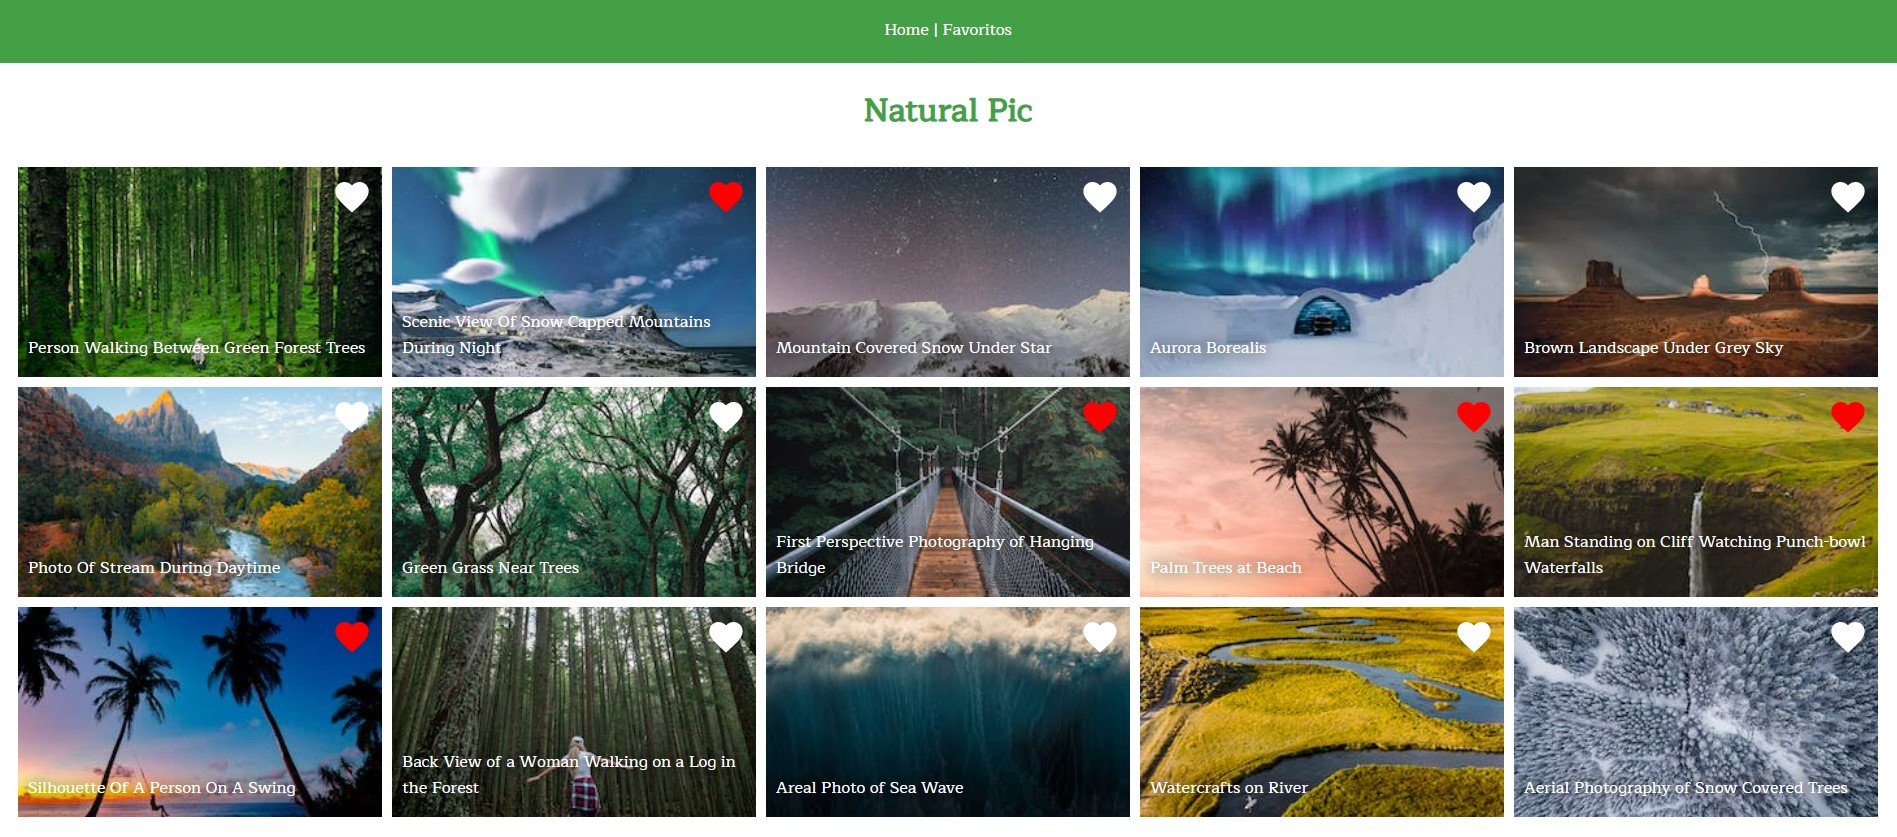 Home | Favoritos
Natural Pic
Person Walking Between Green Forest Trees
Scenic View Of Snow Capped Mountains
During Night
Mountain Covered Snow Under Star
Aurora Borealis
Brown Landscape Under Grey Sky
Photo Of Stream During Daytime
Green Grass Near Trees
First Perspective Photography of Hanging
Bridge
Palm Trees at Beach
Man Standing on Cliff Watching Punch-bowl
Waterfalls
Silhouette Of A Person On A Swing
Back View of a Woman Walking on a Log in
the Forest
Areal Photo of Sea Wave
Watercrafts on River
Aerial Photography of Snow Covered Trees